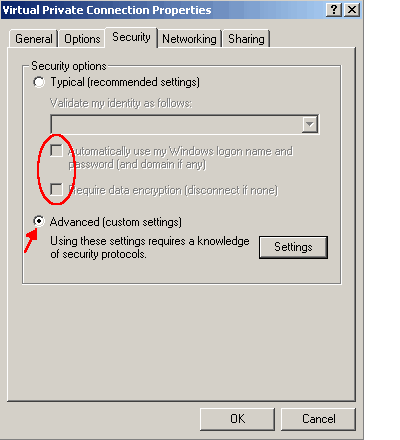 Virtual Private Connection Properties
General Options Security Networking Sharing
Security options
Typical (recommended settings)
Validate my identity as follows:
Automatically use my Windows logon name and
password (and domain if any)
Require data encryption (disconnect if none)
Advanced (custom settings)
Using these settings requires a knowledge
of security protocols.
Settings
OK Cancel